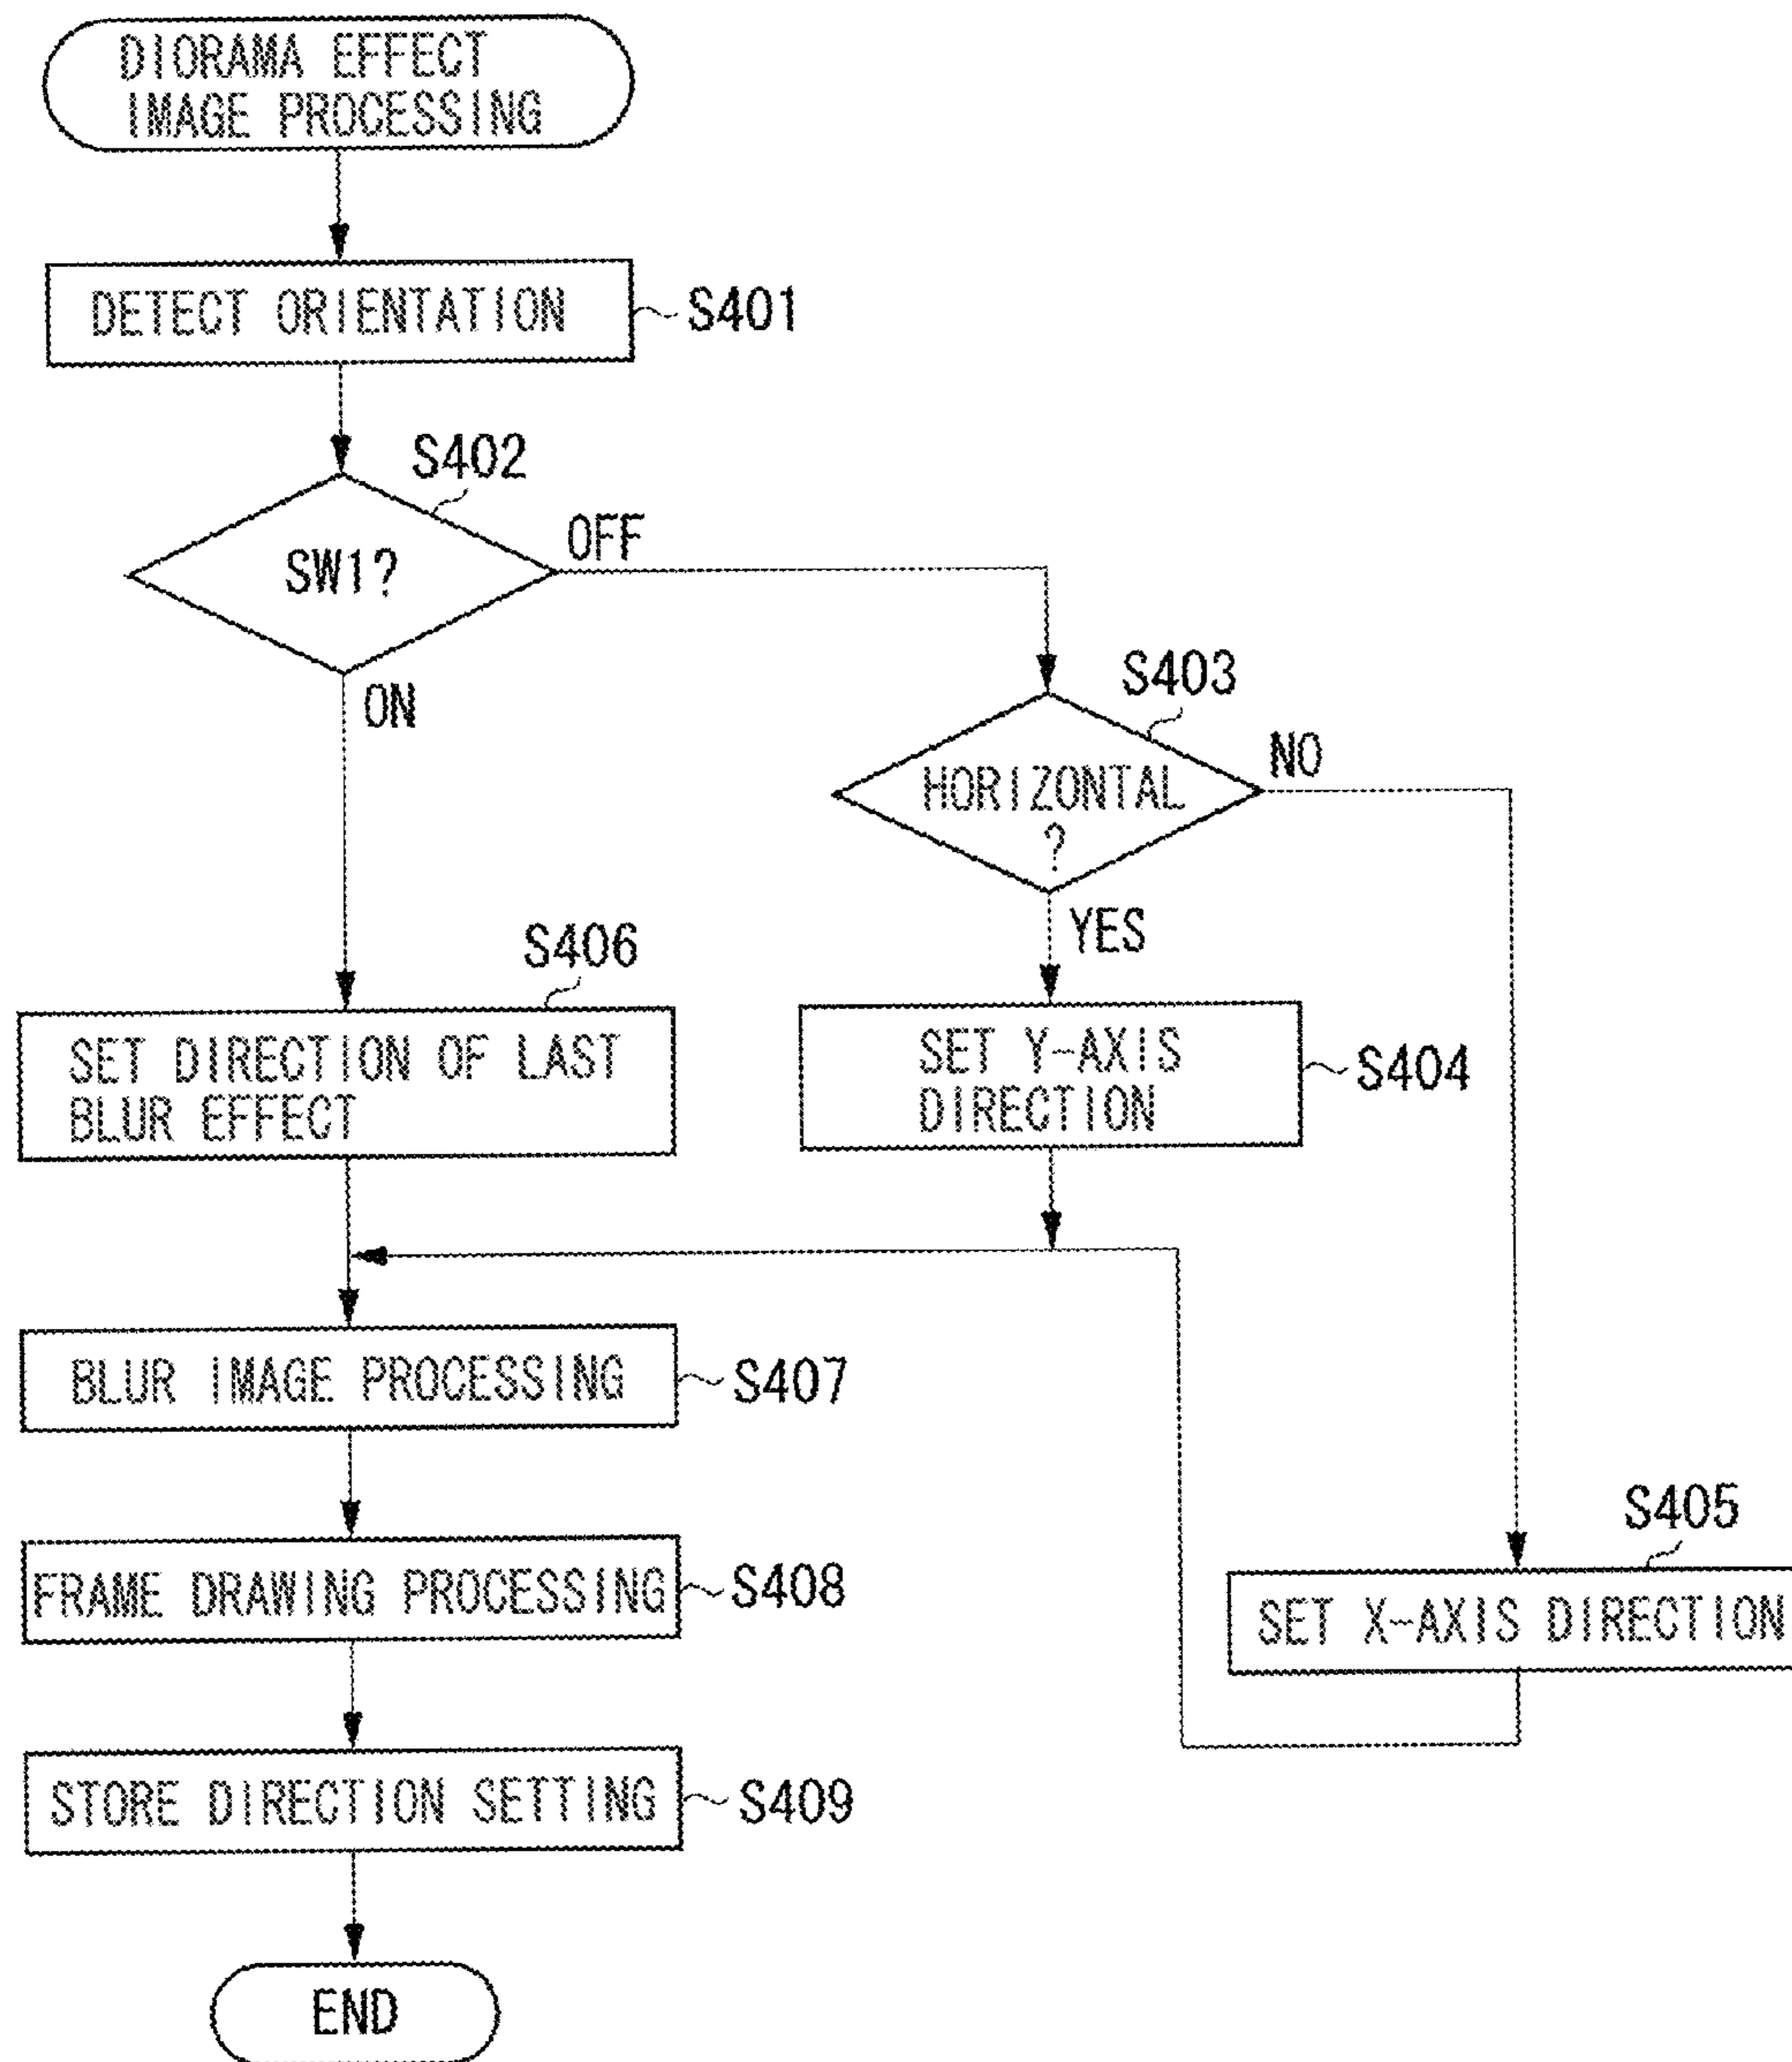 DIORAMA EFFECT
IMAGE PROCESSING
DETECT ORIENTATION
S401
S402
SW1?
OFF
ON
S403
HORIZONTAL
?
NO
YES
S406
SET DIRECTION OF LAST
BLUR EFFECT
SET Y-AXIS
DIRECTION
S404
BLUR IMAGE PROCESSING
S407
S405
SET X-AXIS DIRECTION
FRAME DRAWING PROCESSING
S408
STORE DIRECTION SETTING
S409
END